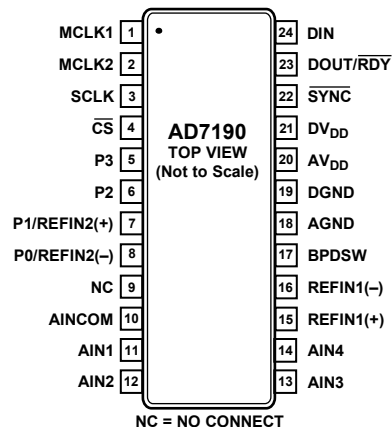 MCLK1 1
MCLK2 2
SCLK 3
CS 4
P3 5
P2 6
P1/REFIN2(+) 7
P0/REFIN2(–) 8
NC 9
AINCOM 10
AIN1 11
AIN2 12
AD7190
TOP VIEW
(Not to Scale)
24 DIN
23 DOUT/RDY
22 SYNC
21 DVDD
20 AVDD
19 DGND
18 AGND
17 BPDSW
16 REFIN1(–)
15 REFIN1(+)
14 AIN4
13 AIN3
NC = NO CONNECT